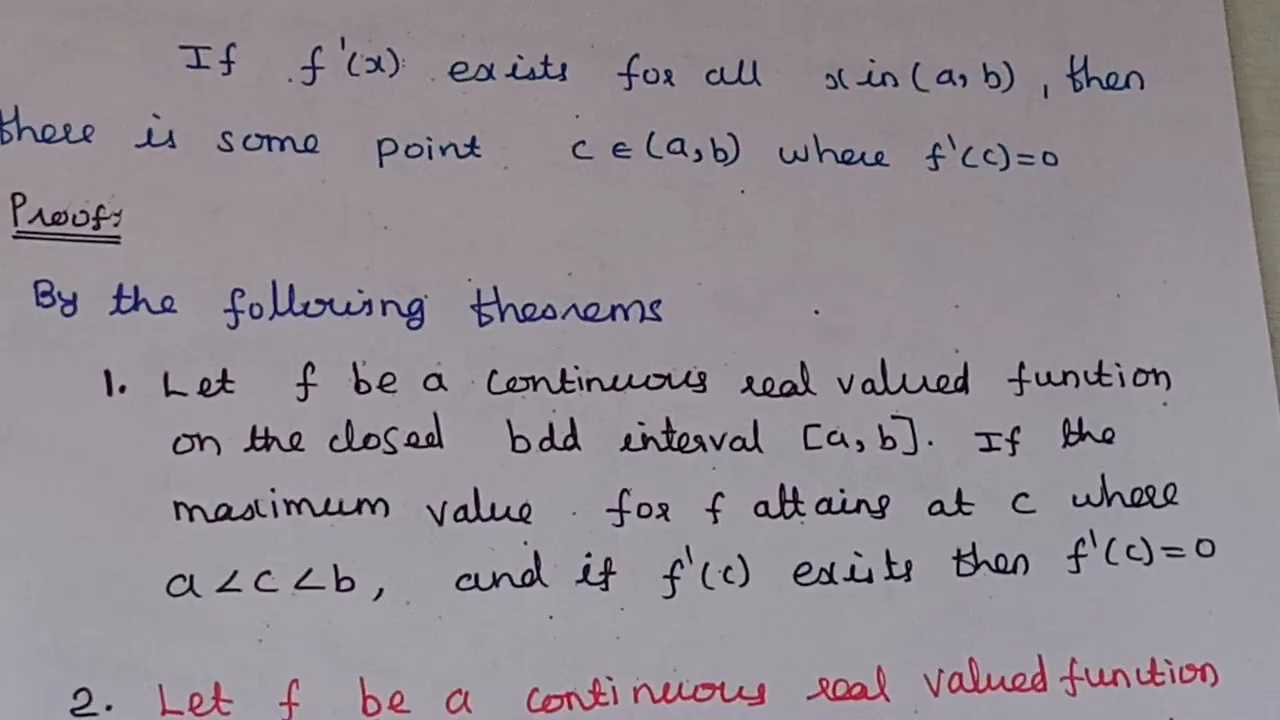 If f'(x) exists for all x in (a, b), then
there is some point c ∈ (a, b) where f'(c)=0
Proof:
By the following theorems
1. Let f be a continuous real valued function
on the closed bdd interval [a, b]. If the
maximum value for f attains at c where
a < c < b, and if f'(c) exists then f'(c)=0
2. Let f be a continuous real valued function